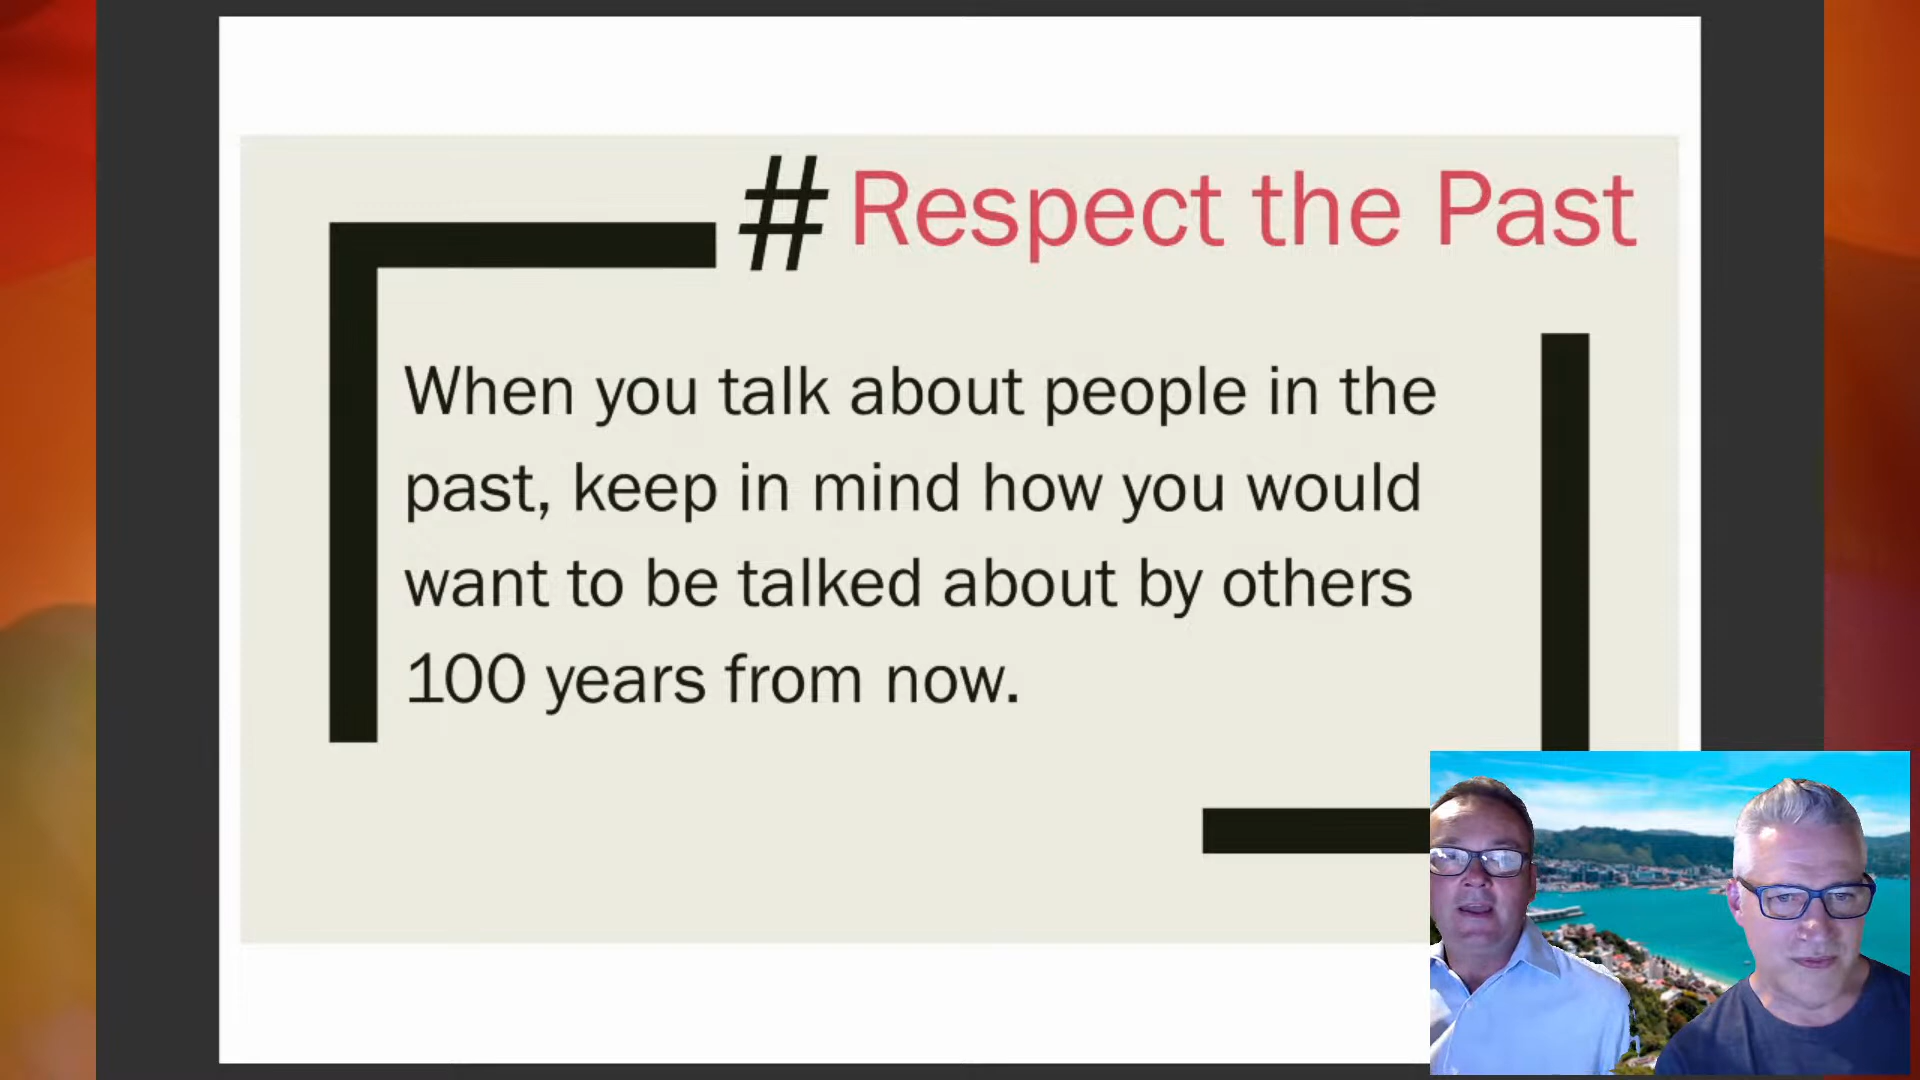 # Respect the Past
When you talk about people in the
past, keep in mind how you would
want to be talked about by others
100 years from now.